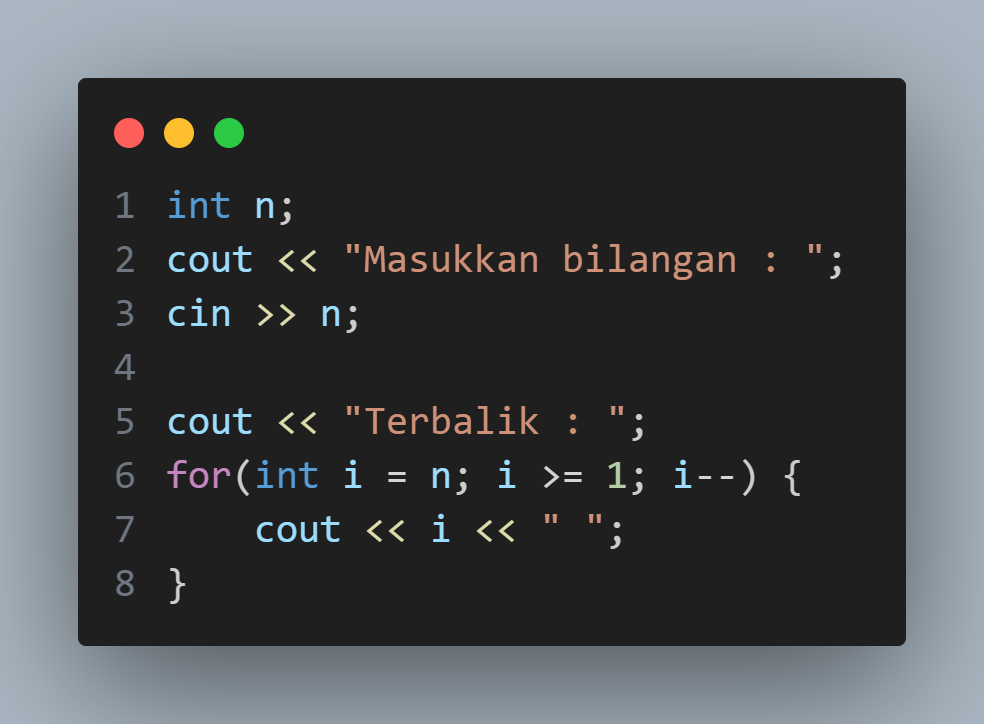 1 int n;
2 cout << "Masukkan bilangan : ";
3 cin >> n;
4
5 cout << "Terbalik : ";
6 for(int i = n; i >= 1; i--) {
7     cout << i << " ";
8 }